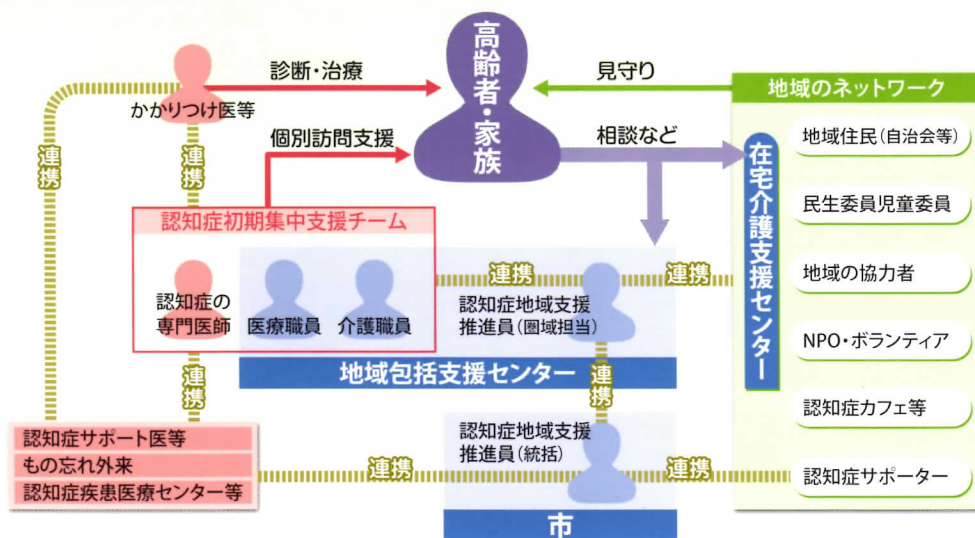 高齢者・家族
診断・治療
見守り
かかりつけ医等
個別訪問支援
相談など
連携
連携
認知症初期集中支援チーム
認知症の
専門医師
医療職員
介護職員
連携
認知症地域支援
推進員(圏域担当)
連携
地域包括支援センター
連携
連携
認知症サポート医等
もの忘れ外来
認知症疾患医療センター等
連携
認知症地域支援
推進員(統括)
連携
市
地域のネットワーク
在宅介護支援センター
地域住民(自治会等)
民生委員児童委員
地域の協力者
NPO・ボランティア
認知症カフェ等
認知症サポーター